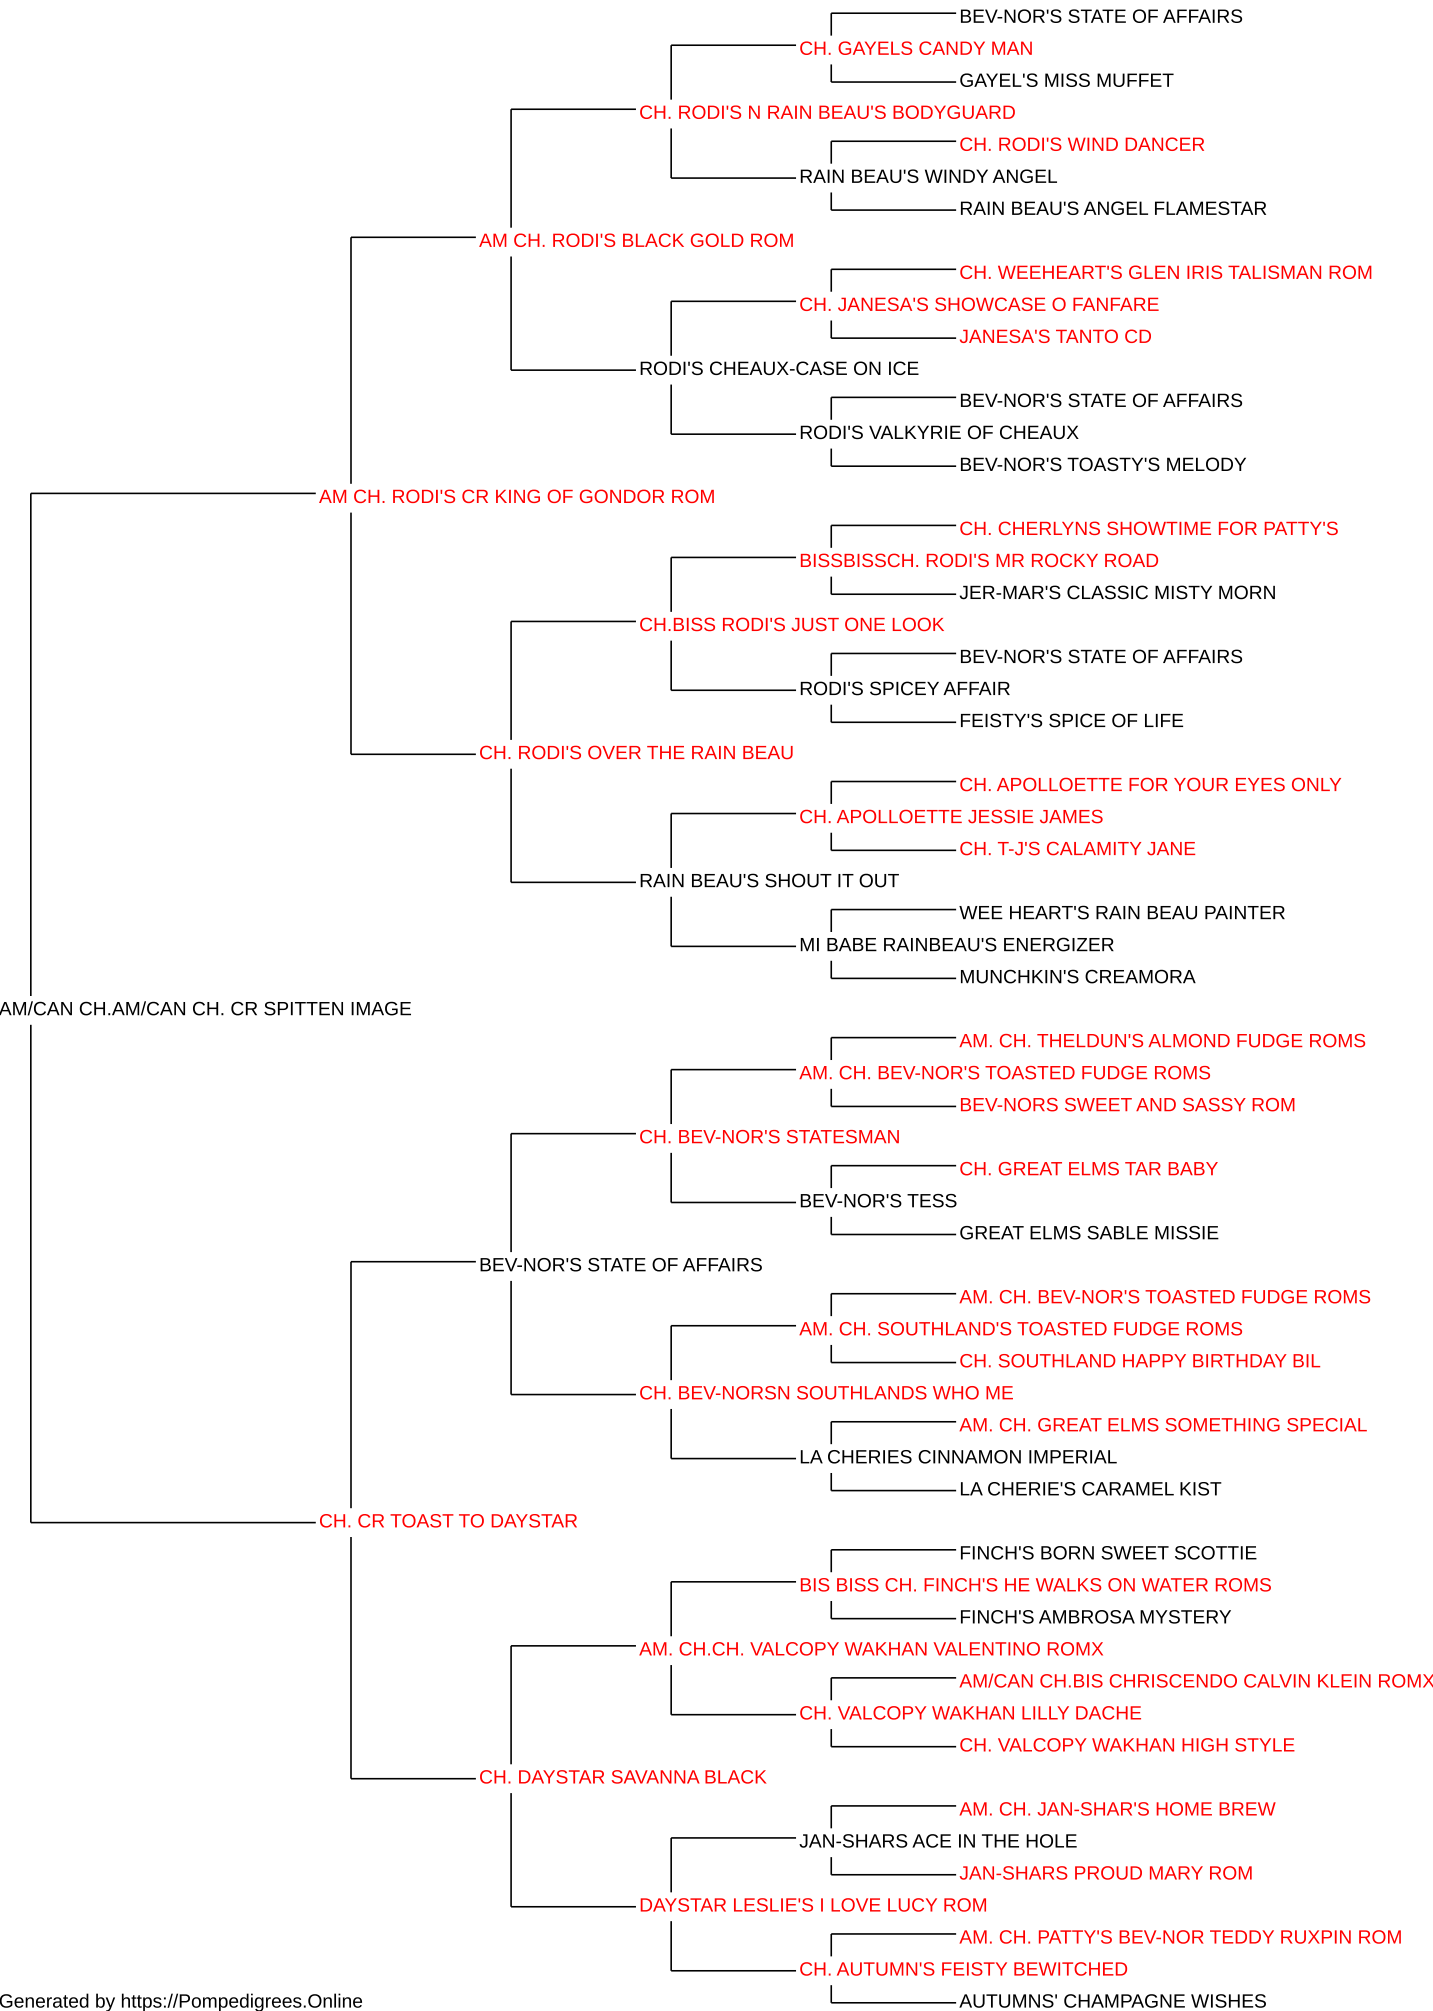 BEV-NOR'S STATE OF AFFAIRS
CH. GAYELS CANDY MAN
GAYEL'S MISS MUFFET
CH. RODI'S N RAIN BEAU'S BODYGUARD
CH. RODI'S WIND DANCER
RAIN BEAU'S WINDY ANGEL
RAIN BEAU'S ANGEL FLAMESTAR
AM CH. RODI'S BLACK GOLD ROM
CH. WEEHEART'S GLEN IRIS TALISMAN ROM
CH. JANESA'S SHOWCASE O FANFARE
JANESA'S TANTO CD
RODI'S CHEAUX-CASE ON ICE
BEV-NOR'S STATE OF AFFAIRS
RODI'S VALKYRIE OF CHEAUX
BEV-NOR'S TOASTY'S MELODY
AM CH. RODI'S CR KING OF GONDOR ROM
CH. CHERLYNS SHOWTIME FOR PATTY'S
BISSBISSCH. RODI'S MR ROCKY ROAD
JER-MAR'S CLASSIC MISTY MORN
CH.BISS RODI'S JUST ONE LOOK
BEV-NOR'S STATE OF AFFAIRS
RODI'S SPICEY AFFAIR
FEISTY'S SPICE OF LIFE
CH. RODI'S OVER THE RAIN BEAU
CH. APOLLOETTE FOR YOUR EYES ONLY
CH. APOLLOETTE JESSIE JAMES
CH. T-J'S CALAMITY JANE
RAIN BEAU'S SHOUT IT OUT
WEE HEART'S RAIN BEAU PAINTER
MI BABE RAINBEAU'S ENERGIZER
MUNCHKIN'S CREAMORA
AM/CAN CH.AM/CAN CH. CR SPITTEN IMAGE
AM. CH. THELDUN'S ALMOND FUDGE ROMS
AM. CH. BEV-NOR'S TOASTED FUDGE ROMS
BEV-NORS SWEET AND SASSY ROM
CH. BEV-NOR'S STATESMAN
CH. GREAT ELMS TAR BABY
BEV-NOR'S TESS
GREAT ELMS SABLE MISSIE
BEV-NOR'S STATE OF AFFAIRS
AM. CH. BEV-NOR'S TOASTED FUDGE ROMS
AM. CH. SOUTHLAND'S TOASTED FUDGE ROMS
CH. SOUTHLAND HAPPY BIRTHDAY BIL
CH. BEV-NORSN SOUTHLANDS WHO ME
AM. CH. GREAT ELMS SOMETHING SPECIAL
LA CHERIES CINNAMON IMPERIAL
LA CHERIE'S CARAMEL KIST
CH. CR TOAST TO DAYSTAR
FINCH'S BORN SWEET SCOTTIE
BIS BISS CH. FINCH'S HE WALKS ON WATER ROMS
FINCH'S AMBROSA MYSTERY
AM. CH.CH. VALCOPY WAKHAN VALENTINO ROMX
AM/CAN CH.BIS CHRISCENDO CALVIN KLEIN ROMX
CH. VALCOPY WAKHAN LILLY DACHE
CH. VALCOPY WAKHAN HIGH STYLE
CH. DAYSTAR SAVANNA BLACK
AM. CH. JAN-SHAR'S HOME BREW
JAN-SHARS ACE IN THE HOLE
JAN-SHARS PROUD MARY ROM
DAYSTAR LESLIE'S I LOVE LUCY ROM
AM. CH. PATTY'S BEV-NOR TEDDY RUXPIN ROM
CH. AUTUMN'S FEISTY BEWITCHED
AUTUMNS' CHAMPAGNE WISHES
Generated by https://Pompedigrees.Online